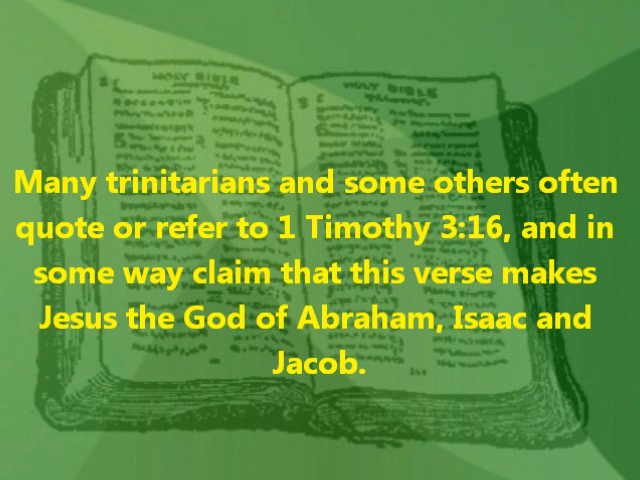 HOLY BIBLE HOLY BIBLE
Many trinitarians and some others often
quote or refer to 1 Timothy 3:16, and in
some way claim that this verse makes
Jesus the God of Abraham, Isaac and
Jacob.